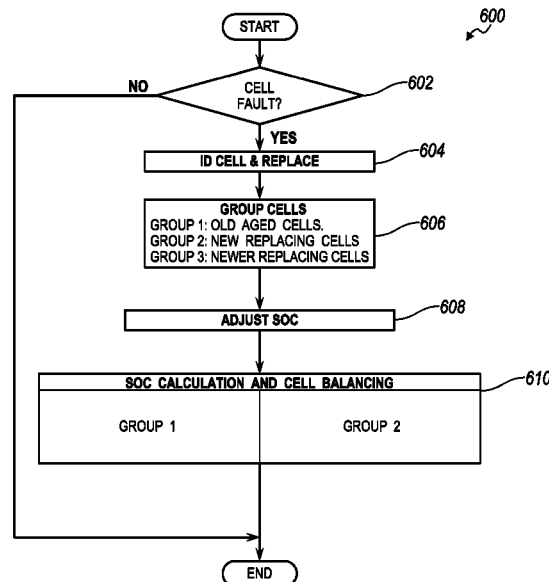 START
600
NO
CELL
FAULT?
602
YES
ID CELL & REPLACE
604
GROUP CELLS
GROUP 1: OLD AGED CELLS.
GROUP 2: NEW REPLACING CELLS
GROUP 3: NEWER REPLACING CELLS
606
ADJUST SOC
608
SOC CALCULATION AND CELL BALANCING
610
GROUP 1
GROUP 2
END